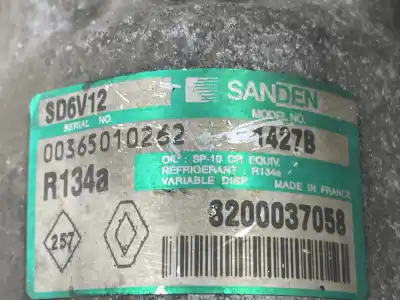 SD6V12
SANDEN
SERIAL NO.
MODEL NO.
00365010262
1427B
R134a
OIL : SP-10 OR EQUIV.
REFRIGERANT : R134a
VARIABLE DISP.
MADE IN FRANCE
8200037058
257